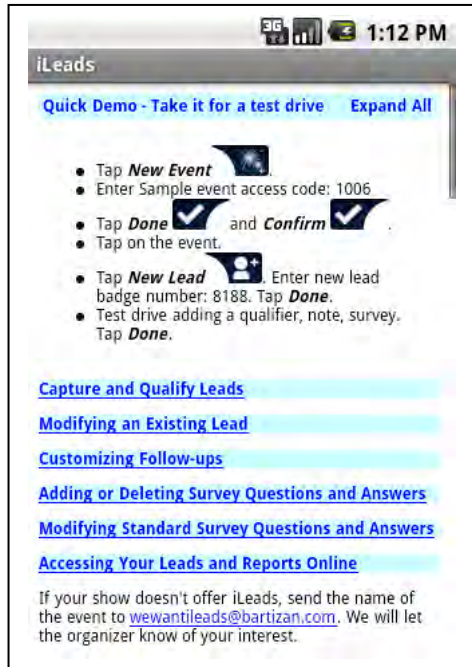 3G 1:12 PM
iLeads
Quick Demo - Take it for a test drive Expand All
• Tap New Event .
• Enter Sample event access code: 1006
• Tap Done and Confirm .
• Tap on the event.
• Tap New Lead . Enter new lead
badge number: 8188. Tap Done.
• Test drive adding a qualifier, note, survey.
Tap Done.
Capture and Qualify Leads
Modifying an Existing Lead
Customizing Follow-ups
Adding or Deleting Survey Questions and Answers
Modifying Standard Survey Questions and Answers
Accessing Your Leads and Reports Online
If your show doesn't offer iLeads, send the name of
the event to wewantileads@bartizan.com. We will let
the organizer know of your interest.